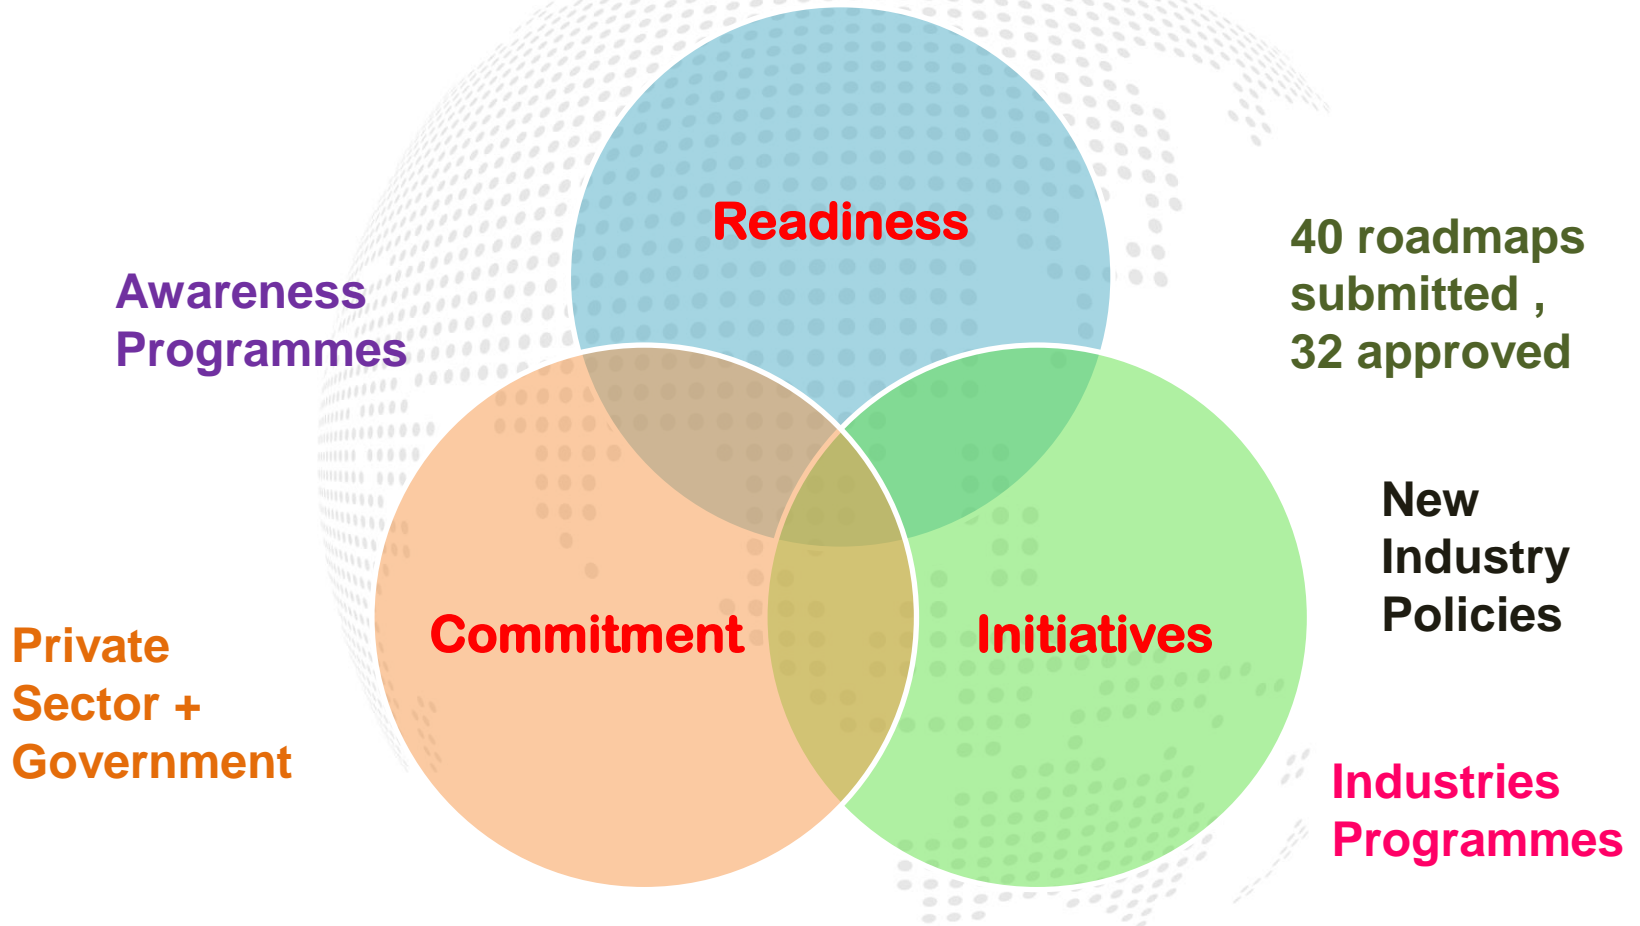 Readiness
Awareness
Programmes
40 roadmaps
submitted ,
32 approved
New
Industry
Policies
Commitment
Initiatives
Private
Sector +
Government
Industries
Programmes